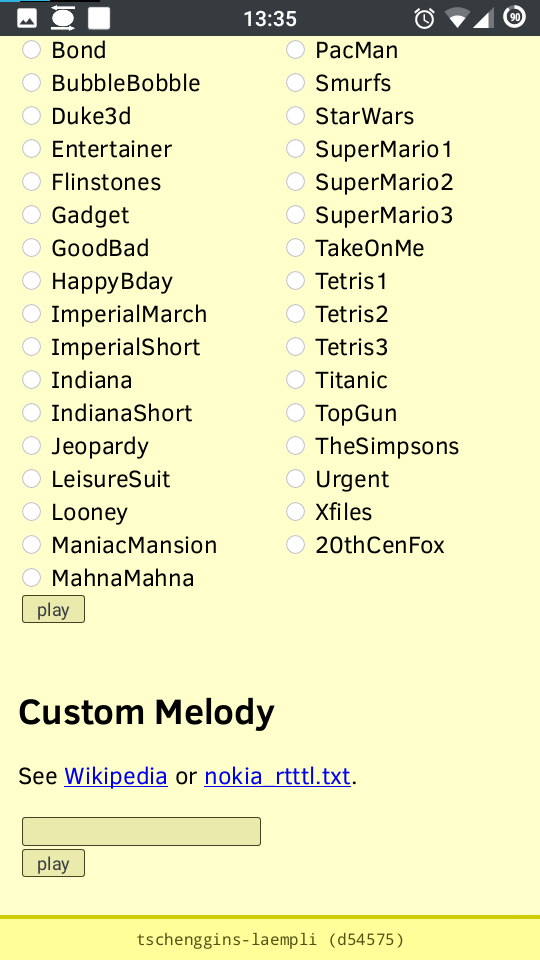 13:35
90
Bond
BubbleBobble
Duke3d
Entertainer
Flinstones
Gadget
GoodBad
HappyBday
ImperialMarch
ImperialShort
Indiana
IndianaShort
Jeopardy
LeisureSuit
Looney
ManiacMansion
MahnaMahna
PacMan
Smurfs
StarWars
SuperMario1
SuperMario2
SuperMario3
TakeOnMe
Tetris1
Tetris2
Tetris3
Titanic
TopGun
TheSimpsons
Urgent
Xfiles
20thCenFox
play
Custom Melody
See Wikipedia or nokia_rtttl.txt.
play
tschenggins-laempli (d54575)